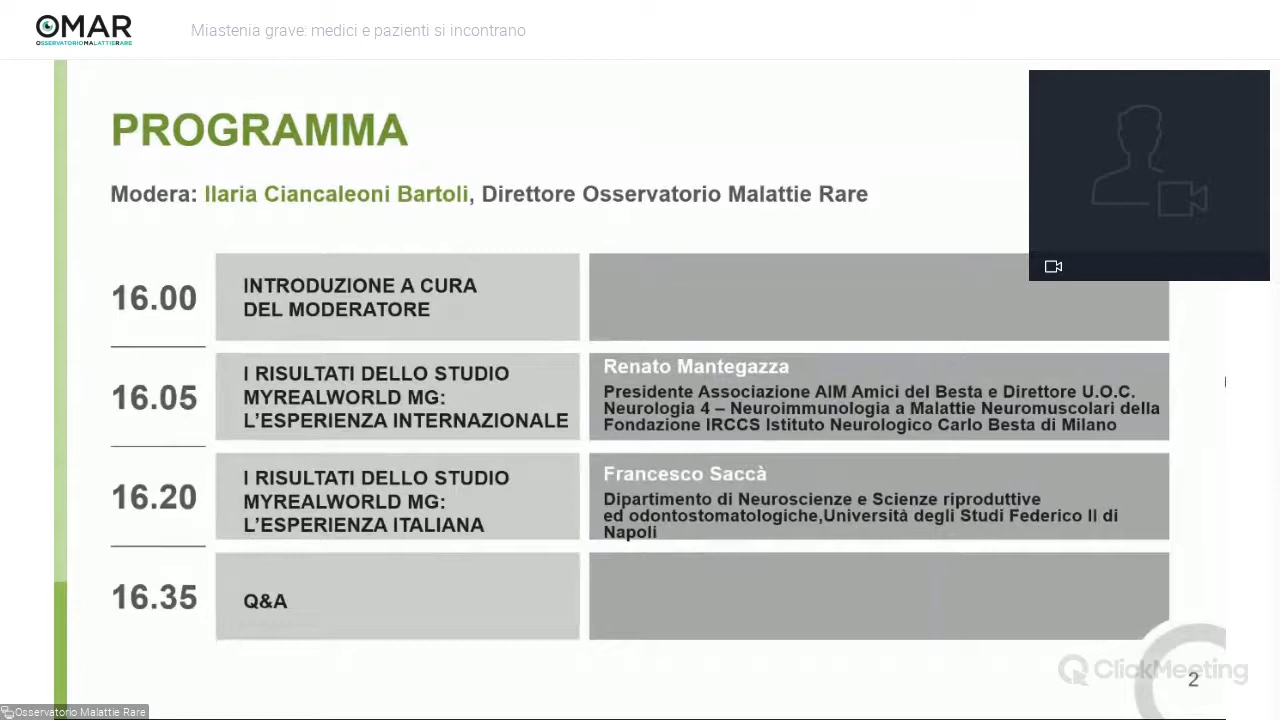 OMAR
OSSERVATORIOMALATTIERARE
Miastenia grave: medici e pazienti si incontrano
PROGRAMMA
Modera: Ilaria Ciancaleoni Bartoli, Direttore Osservatorio Malattie Rare
16.00
INTRODUZIONE A CURA
DEL MODERATORE
16.05
I RISULTATI DELLO STUDIO
MYREALWORLD MG:
L'ESPERIENZA INTERNAZIONALE
Renato Mantegazza
Presidente Associazione AIM Amici del Besta e Direttore U.O.C.
Neurologia 4 – Neuroimmunologia a Malattie Neuromuscolari della
Fondazione IRCCS Istituto Neurologico Carlo Besta di Milano
16.20
I RISULTATI DELLO STUDIO
MYREALWORLD MG:
L'ESPERIENZA ITALIANA
Francesco Saccà
Dipartimento di Neuroscienze e Scienze riproduttive
ed odontostomatologiche,Università degli Studi Federico II di
Napoli
16.35
Q&A
ClickMeeting
2
Osservatorio Malattie Rare